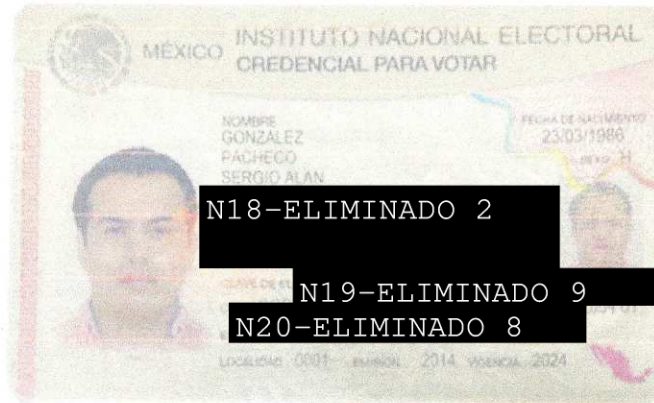 MÉXICO INSTITUTO NACIONAL ELECTORAL
CREDENCIAL PARA VOTAR
NOMBRE
GONZALEZ
PACHECO
SERGIO ALAN
FECHA DE NACIMIENTO
23/03/1986
SEXO H
N18-ELIMINADO 2
N19-ELIMINADO 9
N20-ELIMINADO 8
LOCALIDAD 0001 EMISIÓN 2014 VIGENCIA 2024